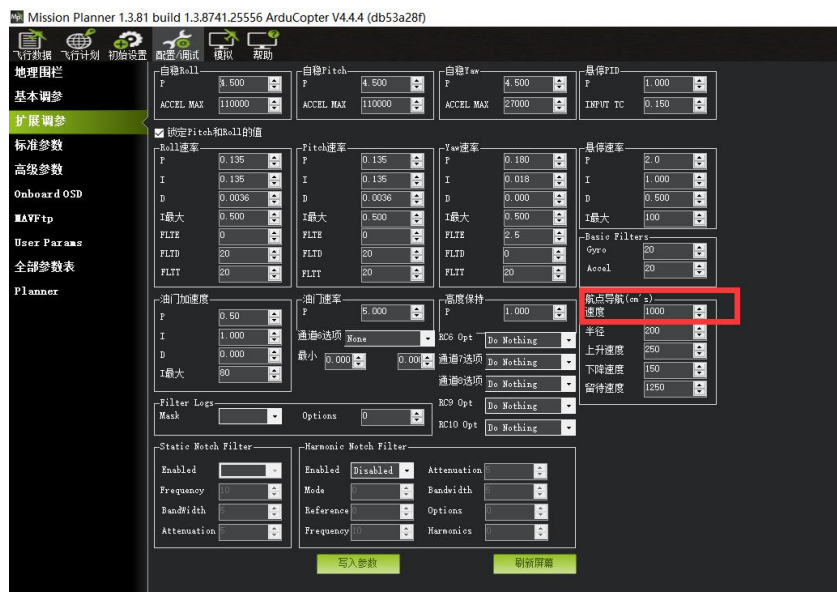 Mission Planner 1.3.81 build 1.3.8741.25556 ArduCopter V4.4.4 (db53a28f)
飞行数据 飞行计划 初始设置 配置/调试 模拟 帮助
地理围栏
基本调参
扩展调参
标准参数
高级参数
Onboard OSD
MAVFtp
User Params
全部参数表
Planner
自稳Roll
P 4.500
ACCEL MAX 110000
自稳Pitch
P 4.500
ACCEL MAX 110000
自稳Yaw
P 4.500
ACCEL MAX 27000
悬停PID
P 1.000
INPUT TC 0.150
锁定Pitch和Roll的值
Roll速率
P 0.135
I 0.135
D 0.0036
I最大 0.500
FLTE 0
FLTD 20
FLTT 20
Pitch速率
P 0.135
I 0.135
D 0.0036
I最大 0.500
FLTE 0
FLTD 20
FLTT 20
Yaw速率
P 0.180
I 0.018
D 0.000
I最大 0.500
FLTE 2.5
FLTD 0
FLTT 20
悬停速率
P 2.0
I 1.000
D 0.500
I最大 100
Basic Filters
Gyro 20
Accel 20
油门加速度
P 0.50
I 1.000
D 0.000
I最大 80
油门速率
P 5.000
通道6选项 None
最小 0.000 0.000
高度保持
P 1.000
RC6 Opt Do Nothing
通道7选项 Do Nothing
通道8选项 Do Nothing
RC9 Opt Do Nothing
RC10 Opt Do Nothing
航点导航(cm's)
速度 1000
半径 200
上升速度 250
下降速度 150
留待速度 1250
Filter Logs
Mask Options 0
Static Notch Filter
Enabled
Frequency 10
BandWidth 5
Attenuation 5
Harmonic Notch Filter
Enabled Disabled Attenuation 5
Mode 0 Bandwidth 5
Reference 0 Options 0
Frequency 10 Harmonics 0
写入参数 刷新屏幕